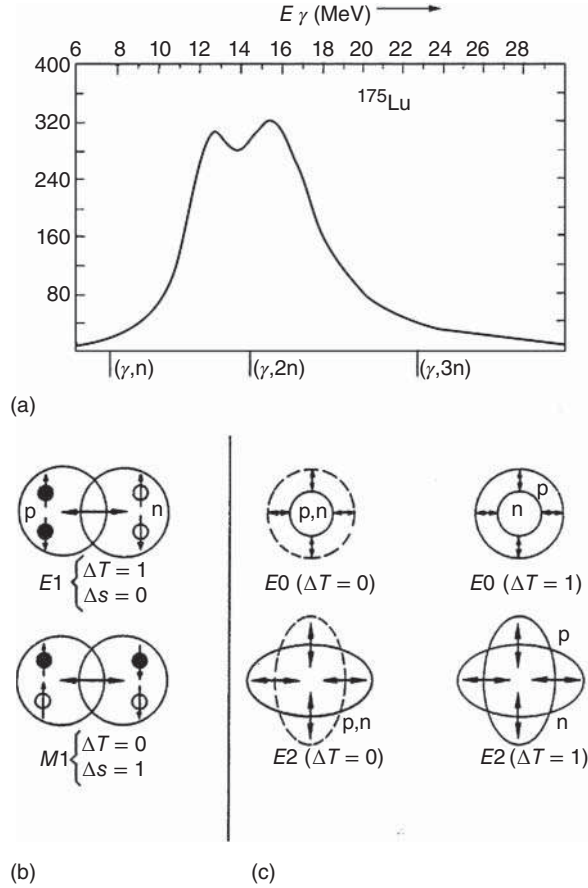 E γ (MeV)
6 8 10 12 14 16 18 20 22 24 26 28
400
320
240
160
80
¹⁷⁵Lu
(γ,n) (γ,2n) (γ,3n)
(a)
p n
E1 { ΔT = 1
Δs = 0
M1 { ΔT = 0
Δs = 1
(b)
p,n
E0 (ΔT = 0)
p
n
E0 (ΔT = 1)
p,n
E2 (ΔT = 0)
p
n
E2 (ΔT = 1)
(c)